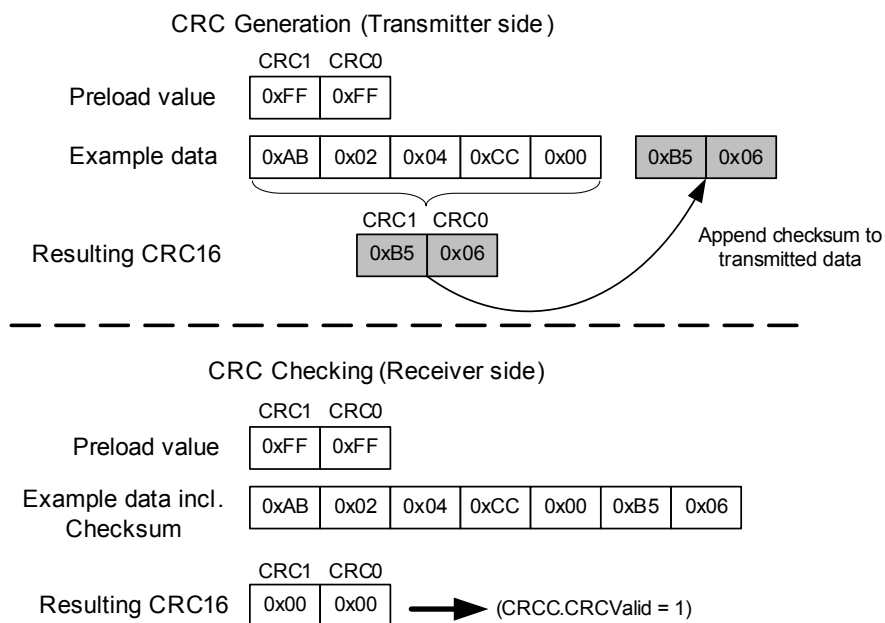 CRC Generation (Transmitter side)
CRC1 CRC0
Preload value 0xFF 0xFF
Example data 0xAB 0x02 0x04 0xCC 0x00 0xB5 0x06
CRC1 CRC0
Resulting CRC16 0xB5 0x06
Append checksum to
transmitted data
CRC Checking (Receiver side)
CRC1 CRC0
Preload value 0xFF 0xFF
Example data incl.
Checksum
0xAB 0x02 0x04 0xCC 0x00 0xB5 0x06
CRC1 CRC0
Resulting CRC16 0x00 0x00 (CRCC.CRCValid = 1)